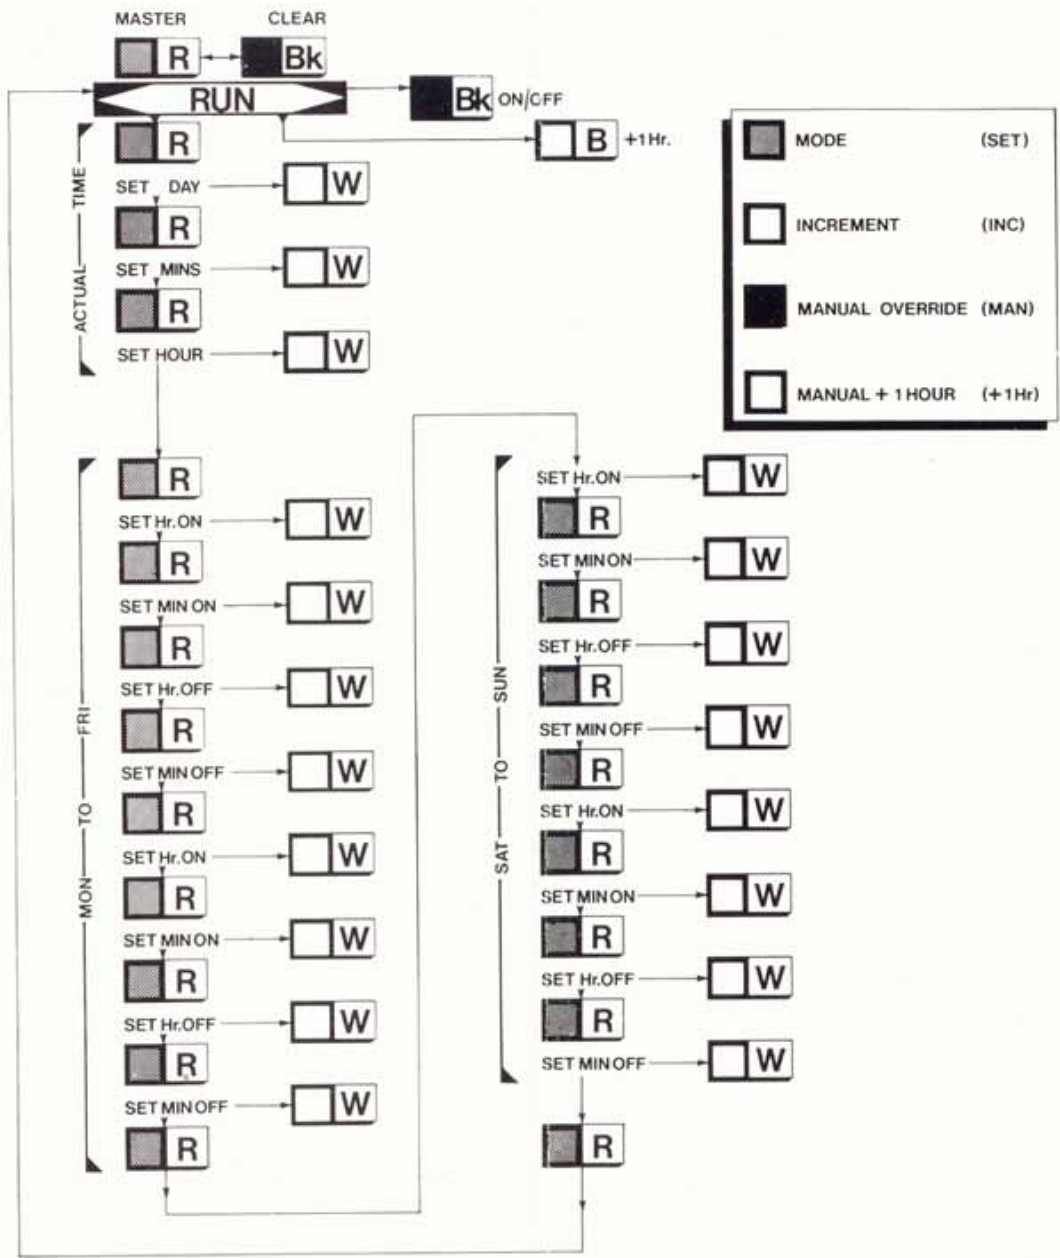 MASTER CLEAR
R Bk
RUN
Bk ON/OFF
B +1Hr.
ACTUAL TIME
R
SET DAY W
R
SET MINS W
R
SET HOUR W
MODE (SET)
INCREMENT (INC)
MANUAL OVERRIDE (MAN)
MANUAL + 1 HOUR (+1Hr)
MON TO FRI
R
SET Hr.ON W
R
SET MIN ON W
R
SET Hr.OFF W
R
SET MIN OFF W
R
SET Hr.ON W
R
SET MIN ON W
R
SET Hr.OFF W
R
SET MIN OFF W
R
SAT TO SUN
SET Hr.ON W
R
SET MIN ON W
R
SET Hr.OFF W
R
SET MIN OFF W
R
SET Hr.ON W
R
SET MIN ON W
R
SET Hr.OFF W
R
SET MIN OFF W
R